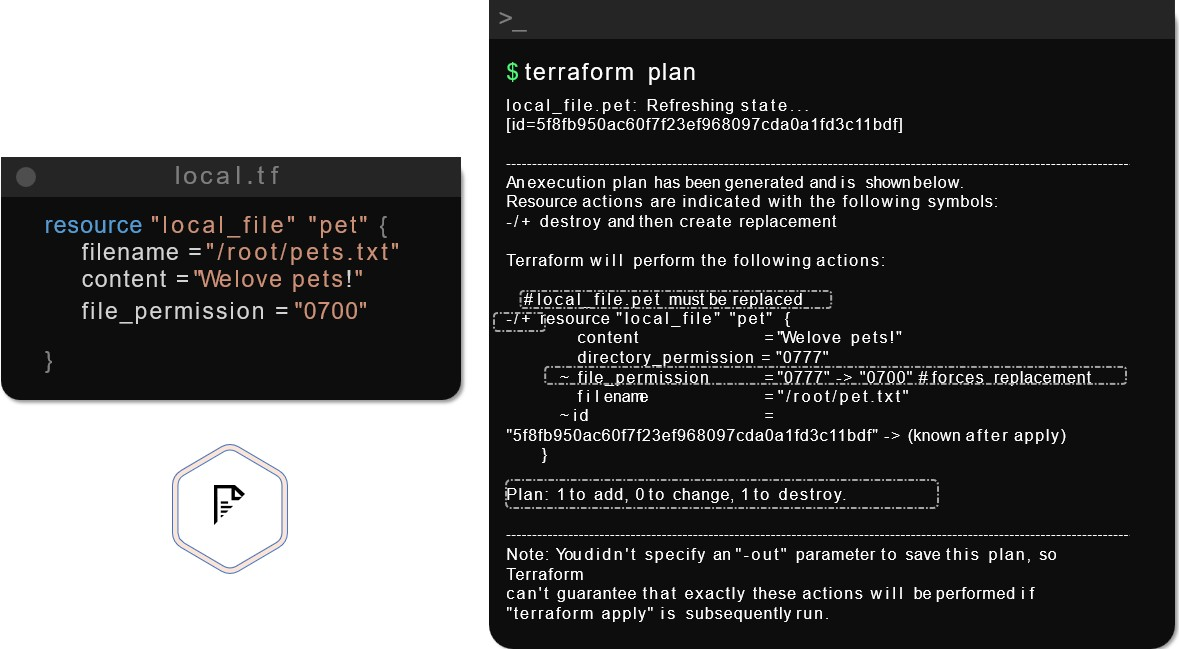 local.tf
resource "local_file" "pet" {
filename ="/root/pets.txt"
content ="Welove pets!"
file_permission ="0700"
}
>_
$ terraform plan
local_file.pet: Refreshing state...
[id=5f8fb950ac60f7f23ef968097cda0a1fd3c11bdf]
------------------------------------------------------------------------
An execution plan has been generated and is shown below.
Resource actions are indicated with the following symbols:
-/+ destroy and then create replacement
Terraform will perform the following actions:
# local_file.pet must be replaced
-/+ resource "local_file" "pet" {
content = "Welove pets!"
directory_permission = "0777"
~ file_permission = "0777" -> "0700" # forces replacement
filename = "/root/pet.txt"
~ id =
"5f8fb950ac60f7f23ef968097cda0a1fd3c11bdf" -> (known after apply)
}
Plan: 1 to add, 0 to change, 1 to destroy.
------------------------------------------------------------------------
Note: You didn't specify an "-out" parameter to save this plan, so
Terraform
can't guarantee that exactly these actions will be performed if
"terraform apply" is subsequently run.